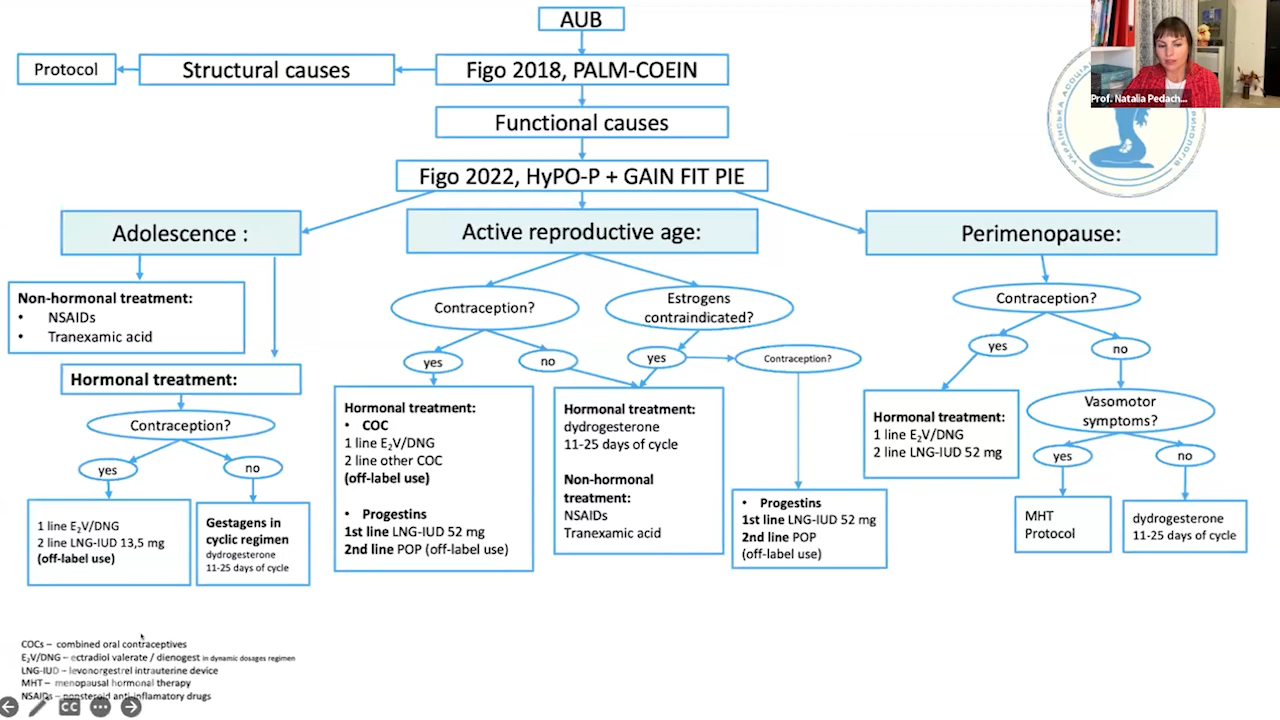 AUB
Protocol
Structural causes
Figo 2018, PALM-COEIN
Functional causes
Figo 2022, HyPO-P + GAIN FIT PIE
Prof. Natalia Pedach...
Adolescence :
Active reproductive age:
Perimenopause:
Non-hormonal treatment:
• NSAIDs
• Tranexamic acid
Hormonal treatment:
Contraception?
yes
no
1 line E₂V/DNG
2 line LNG-IUD 13,5 mg
(off-label use)
Gestagens in
cyclic regimen
dydrogesterone
11-25 days of cycle
Contraception?
yes
no
Hormonal treatment:
• COC
1 line E₂V/DNG
2 line other COC
(off-label use)
• Progestins
1st line LNG-IUD 52 mg
2nd line POP (off-label use)
Estrogens
contraindicated?
yes
Contraception?
Hormonal treatment:
dydrogesterone
11-25 days of cycle
Non-hormonal
treatment:
NSAIDs
Tranexamic acid
• Progestins
1st line LNG-IUD 52 mg
2nd line POP
(off-label use)
Contraception?
yes
no
Hormonal treatment:
1 line E₂V/DNG
2 line LNG-IUD 52 mg
Vasomotor
symptoms?
yes
no
MHT
Protocol
dydrogesterone
11-25 days of cycle
COCs – combined oral contraceptives
E₂V/DNG – ectradiol valerate / dienogest in dynamic dosages regimen
LNG-IUD – levonorgestrel intrauterine device
MHT – menopausal hormonal therapy
NSAIDs – nonsteroid anti-inflamatory drugs
CC